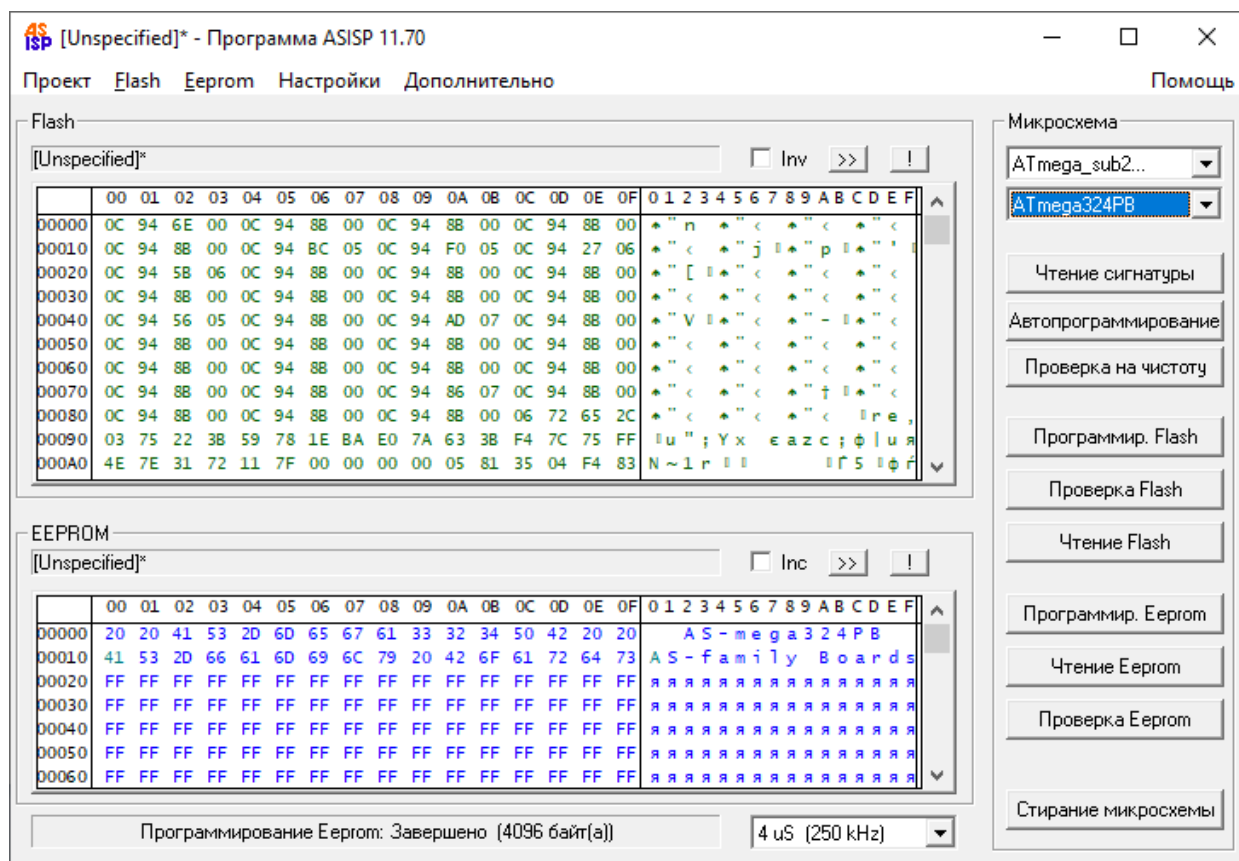 AS ISP [Unspecified]* - Программа ASISP 11.70
Проект Flash Eeprom Настройки Дополнительно Помощь
Flash
[Unspecified]* Inv >> !
00 01 02 03 04 05 06 07 08 09 0A 0B 0C 0D 0E 0F 0 1 2 3 4 5 6 7 8 9 A B C D E F
00000 0C 94 6E 00 0C 94 8B 00 0C 94 8B 00 0C 94 8B 00
00010 0C 94 8B 00 0C 94 BC 05 0C 94 F0 05 0C 94 27 06
00020 0C 94 5B 06 0C 94 8B 00 0C 94 8B 00 0C 94 8B 00
00030 0C 94 8B 00 0C 94 8B 00 0C 94 8B 00 0C 94 8B 00
00040 0C 94 56 05 0C 94 8B 00 0C 94 AD 07 0C 94 8B 00
00050 0C 94 8B 00 0C 94 8B 00 0C 94 8B 00 0C 94 8B 00
00060 0C 94 8B 00 0C 94 8B 00 0C 94 8B 00 0C 94 8B 00
00070 0C 94 8B 00 0C 94 8B 00 0C 94 86 07 0C 94 8B 00
00080 0C 94 8B 00 0C 94 8B 00 0C 94 8B 00 06 72 65 2C
00090 03 75 22 3B 59 78 1E BA E0 7A 63 3B F4 7C 75 FF
000A0 4E 7E 31 72 11 7F 00 00 00 00 05 81 35 04 F4 83
EEPROM
[Unspecified]* Inc >> !
00 01 02 03 04 05 06 07 08 09 0A 0B 0C 0D 0E 0F 0 1 2 3 4 5 6 7 8 9 A B C D E F
00000 20 20 41 53 2D 6D 65 67 61 33 32 34 50 42 20 20 AS-mega324PB
00010 41 53 2D 66 61 6D 69 6C 79 20 42 6F 61 72 64 73 AS-family Boards
00020 FF FF FF FF FF FF FF FF FF FF FF FF FF FF FF FF яяяяяяяяяяяяяяяя
00030 FF FF FF FF FF FF FF FF FF FF FF FF FF FF FF FF яяяяяяяяяяяяяяяя
00040 FF FF FF FF FF FF FF FF FF FF FF FF FF FF FF FF яяяяяяяяяяяяяяяя
00050 FF FF FF FF FF FF FF FF FF FF FF FF FF FF FF FF яяяяяяяяяяяяяяяя
00060 FF FF FF FF FF FF FF FF FF FF FF FF FF FF FF FF яяяяяяяяяяяяяяяя
Программирование Eeprom: Завершено (4096 байт(а)) 4 uS (250 kHz)
Микросхема
ATmega_sub2...
ATmega324PB
Чтение сигнатуры
Автопрограммирование
Проверка на чистоту
Программир. Flash
Проверка Flash
Чтение Flash
Программир. Eeprom
Чтение Eeprom
Проверка Eeprom
Стирание микросхемы